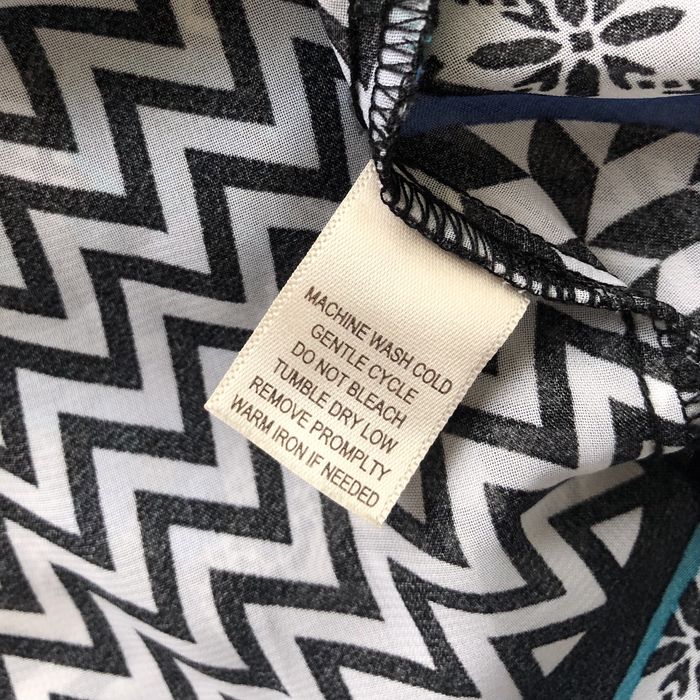 MACHINE WASH COLD
GENTLE CYCLE
DO NOT BLEACH
TUMBLE DRY LOW
REMOVE PROMPLTY
WARM IRON IF NEEDED